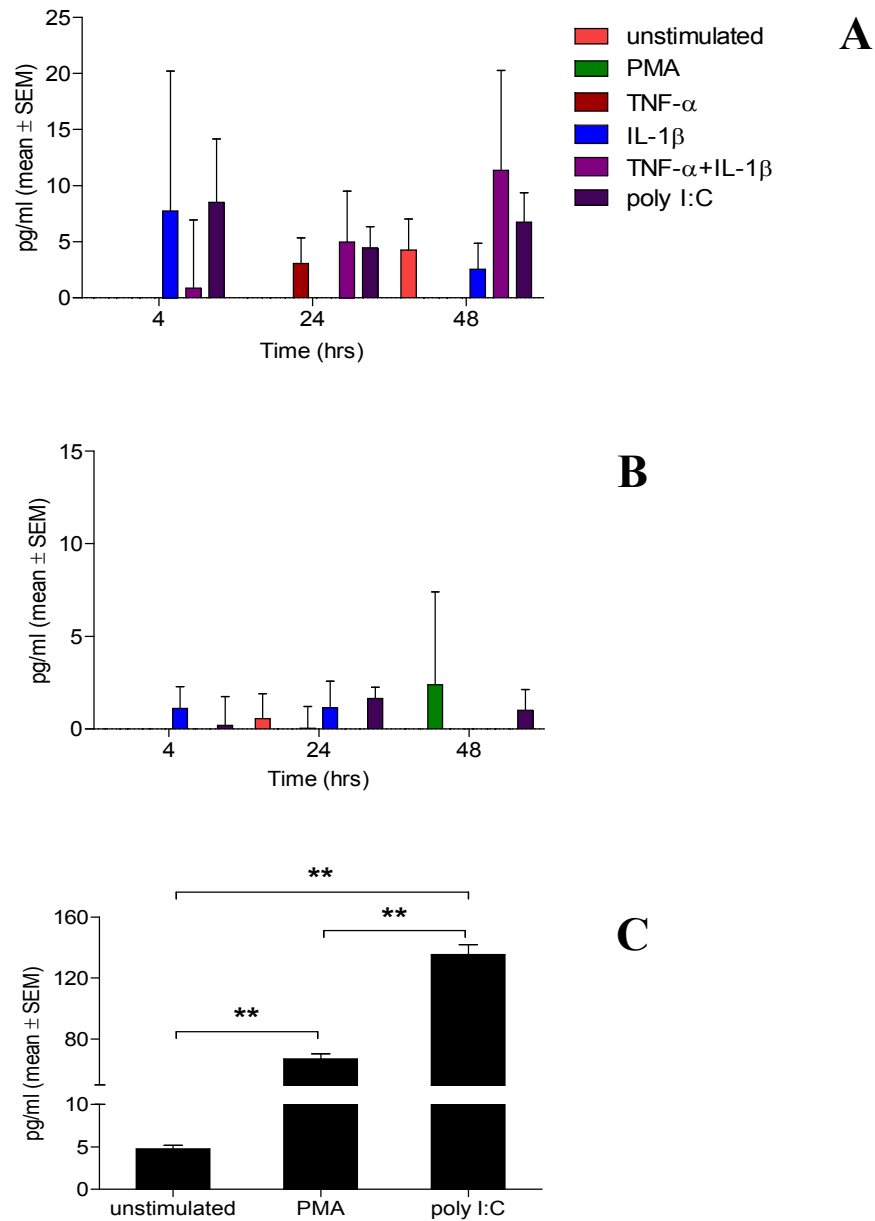 A
unstimulated
PMA
TNF-α
IL-1β
TNF-α+IL-1β
poly I:C
25
20
15
10
5
0
pg/ml (mean ± SEM)
4 24 48
Time (hrs)
B
15
10
5
0
pg/ml (mean ± SEM)
4 24 48
Time (hrs)
C
**
**
**
160
120
80
10
5
0
pg/ml (mean ± SEM)
unstimulated PMA poly I:C